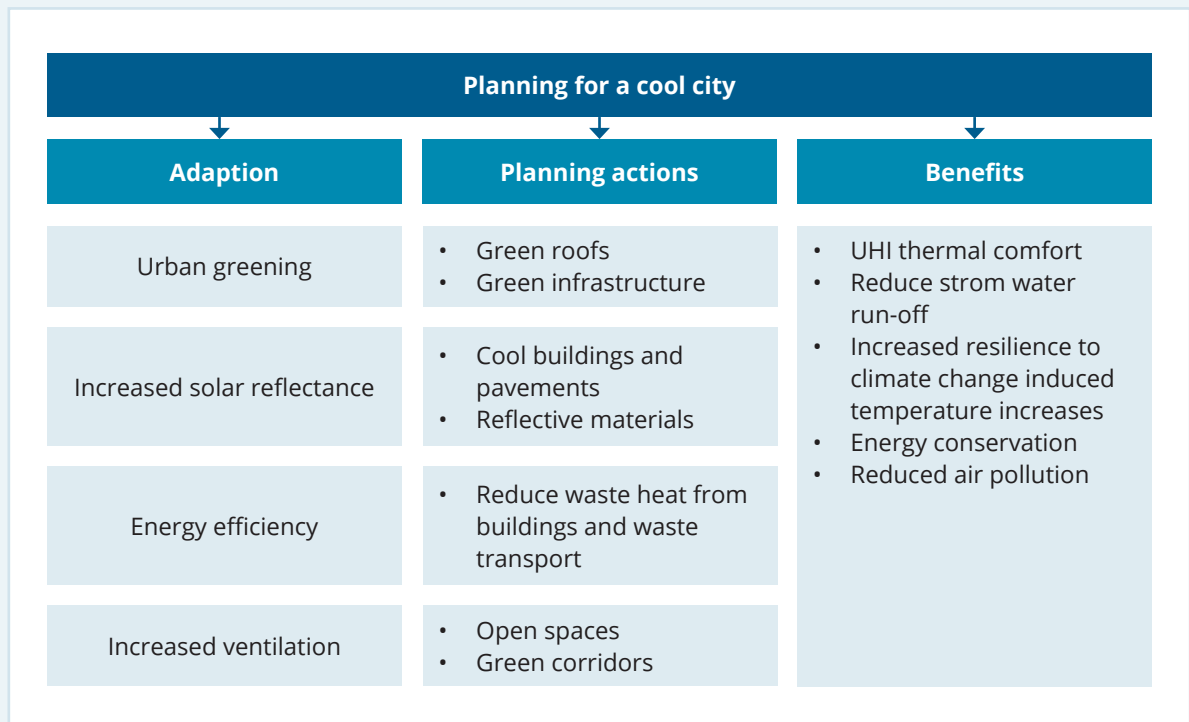 Planning for a cool city
Adaption
Planning actions
Benefits
Urban greening
• Green roofs
• Green infrastructure
Increased solar reflectance
• Cool buildings and
pavements
• Reflective materials
Energy efficiency
• Reduce waste heat from
buildings and waste
transport
Increased ventilation
• Open spaces
• Green corridors
• UHI thermal comfort
• Reduce strom water
run-off
• Increased resilience to
climate change induced
temperature increases
• Energy conservation
• Reduced air pollution